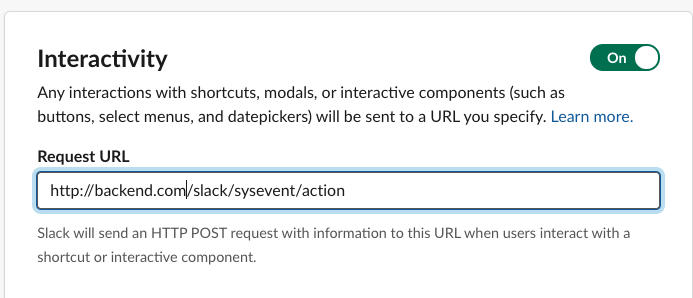 Interactivity
On
Any interactions with shortcuts, modals, or interactive components (such as
buttons, select menus, and datepickers) will be sent to a URL you specify. Learn more.
Request URL
http://backend.com/slack/sysevent/action
Slack will send an HTTP POST request with information to this URL when users interact with a
shortcut or interactive component.